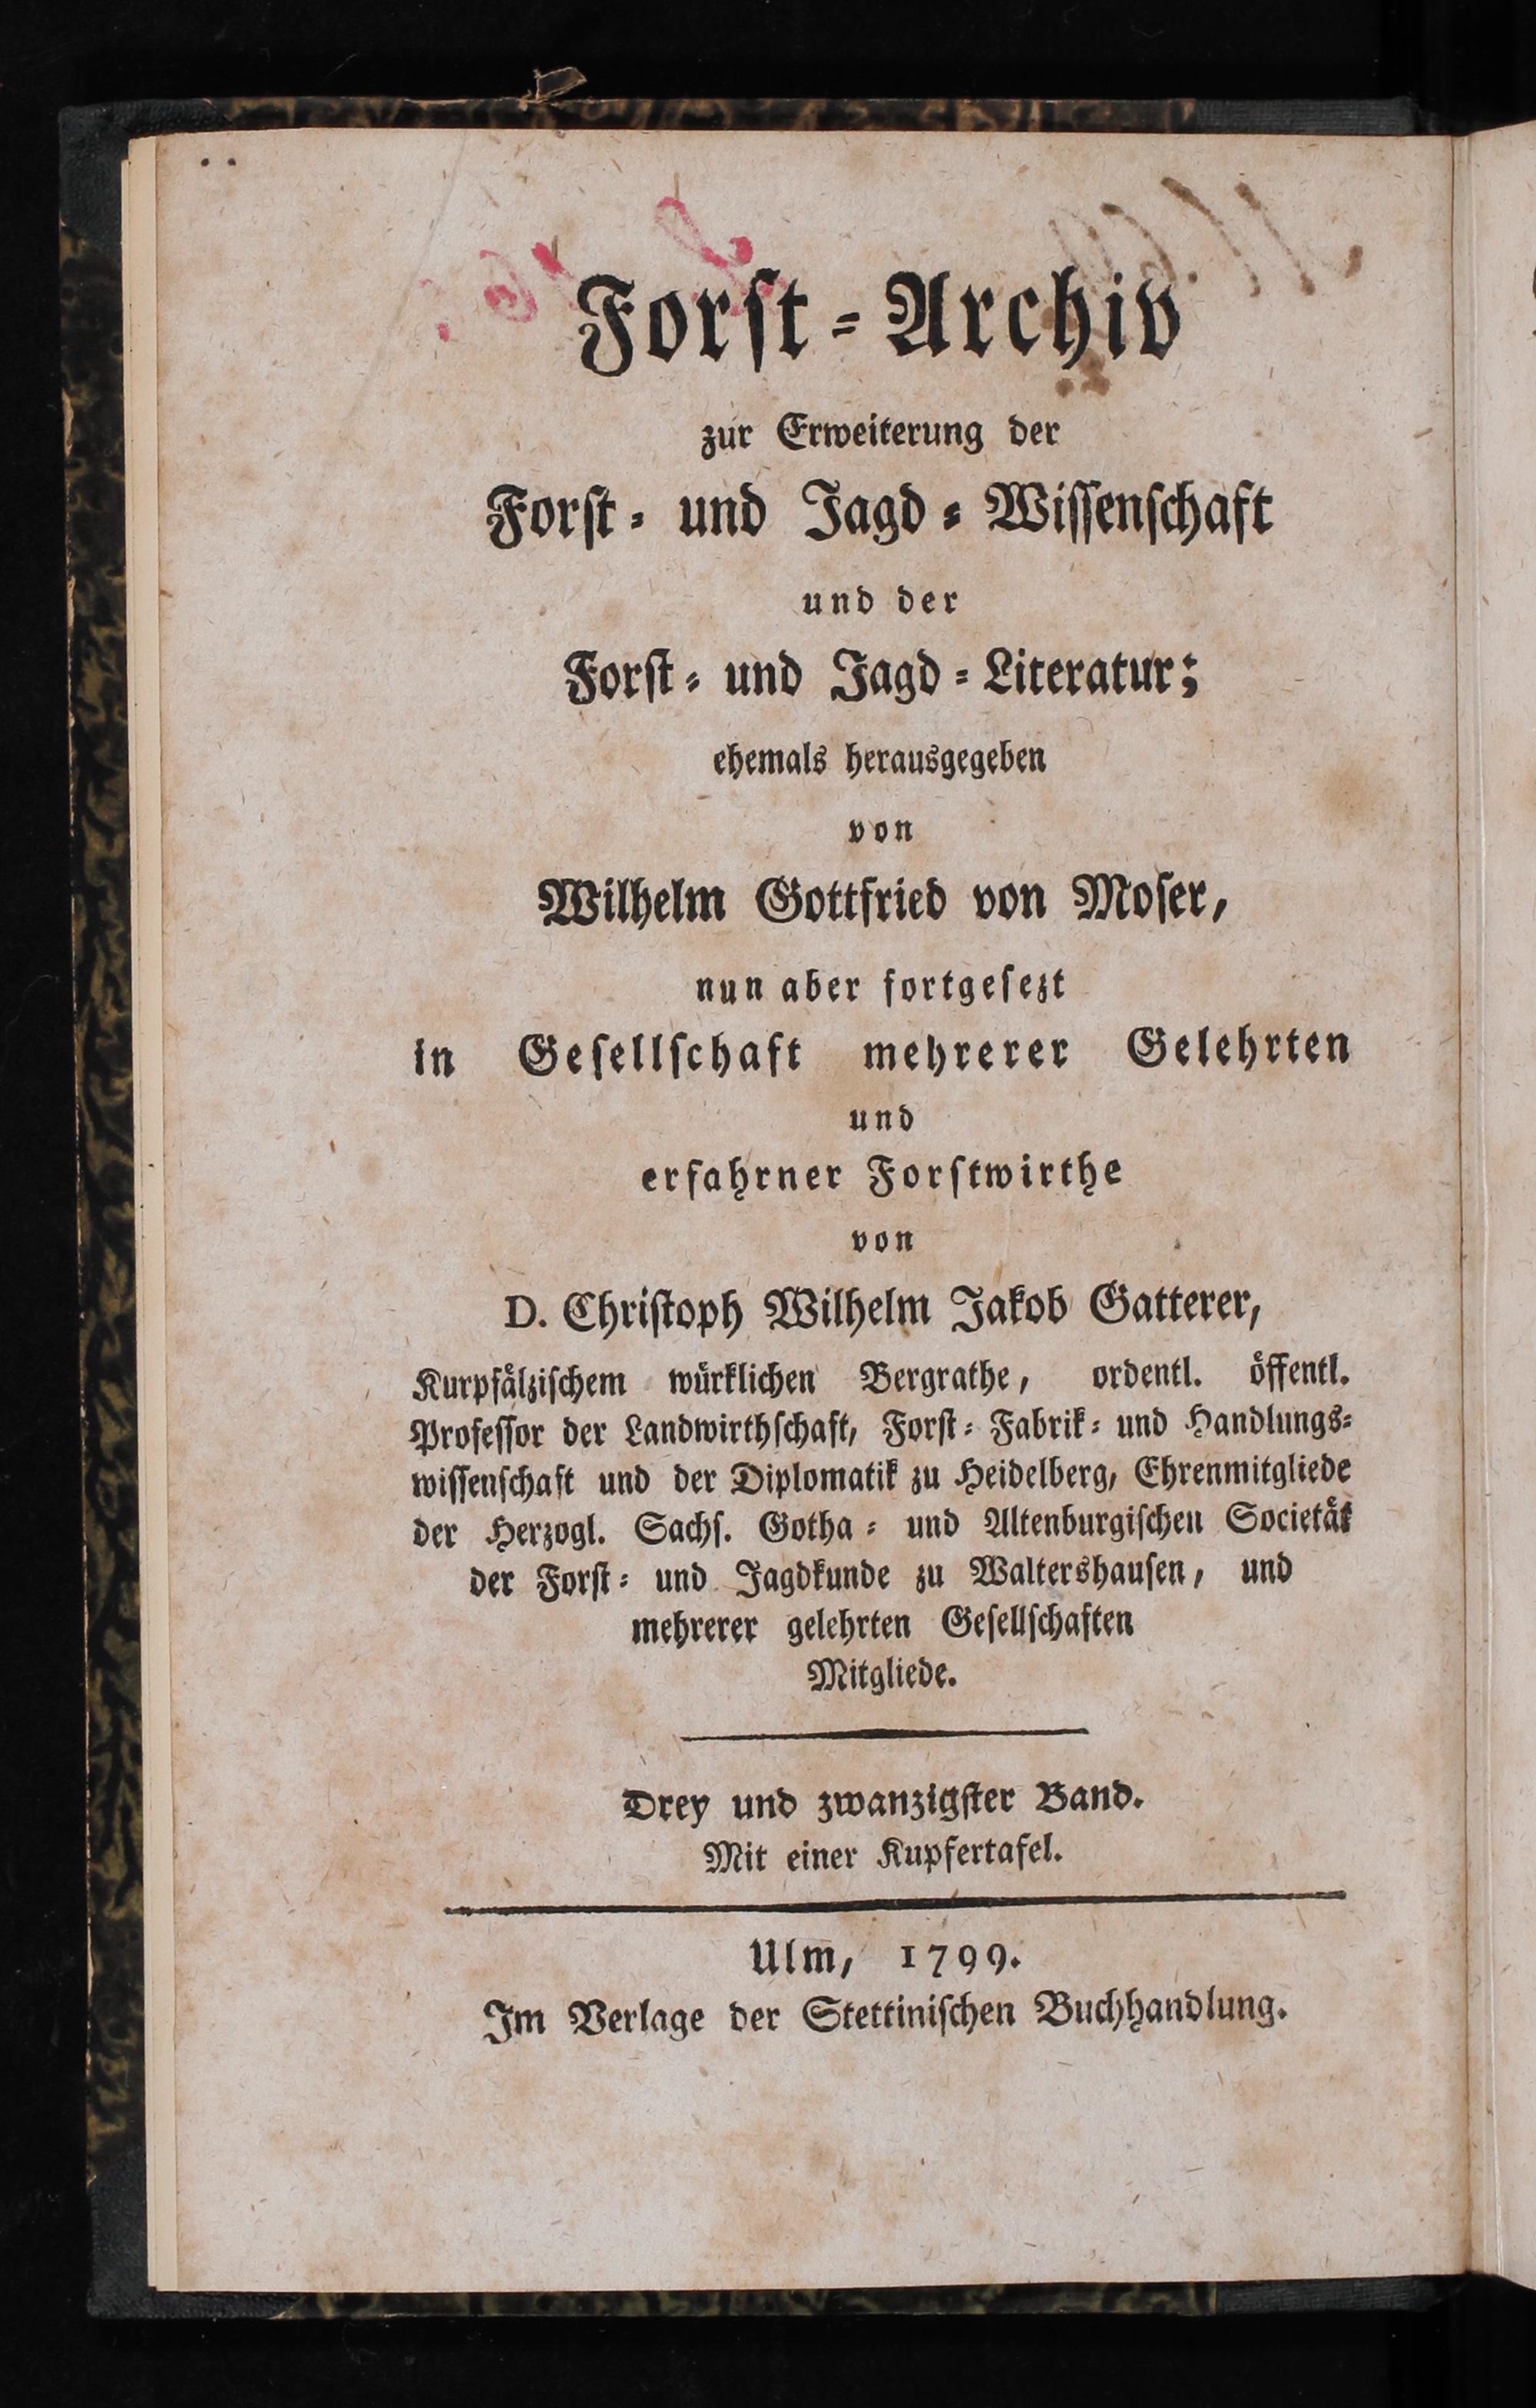 Forſt-Archiv
zur Erweiterung der
Forſt- und Jagd-Wiſſenſchaft
und der
Forſt- und Jagd-Literatur;
ehemals herausgegeben
von
Wilhelm Gottfried von Moſer,
nun aber fortgeſezt
in Geſellſchaft mehrerer Gelehrten
und
erfahrner Forſtwirthe
von
D. Chriſtoph Wilhelm Jakob Gatterer,
Kurpfälziſchem würklichen Bergrathe, ordentl. öffentl.
Profeſſor der Landwirthſchaft, Forſt- Fabrik- und Handlungs-
wiſſenſchaft und der Diplomatik zu Heidelberg, Ehrenmitgliede
der Herzogl. Sachſ. Gotha- und Altenburgiſchen Societät
der Forſt- und Jagdkunde zu Waltershauſen, und
mehrerer gelehrten Geſellſchaften
Mitgliede.
Drey und zwanzigſter Band.
Mit einer Kupfertafel.
Ulm, 1799.
Im Verlage der Stettiniſchen Buchhandlung.